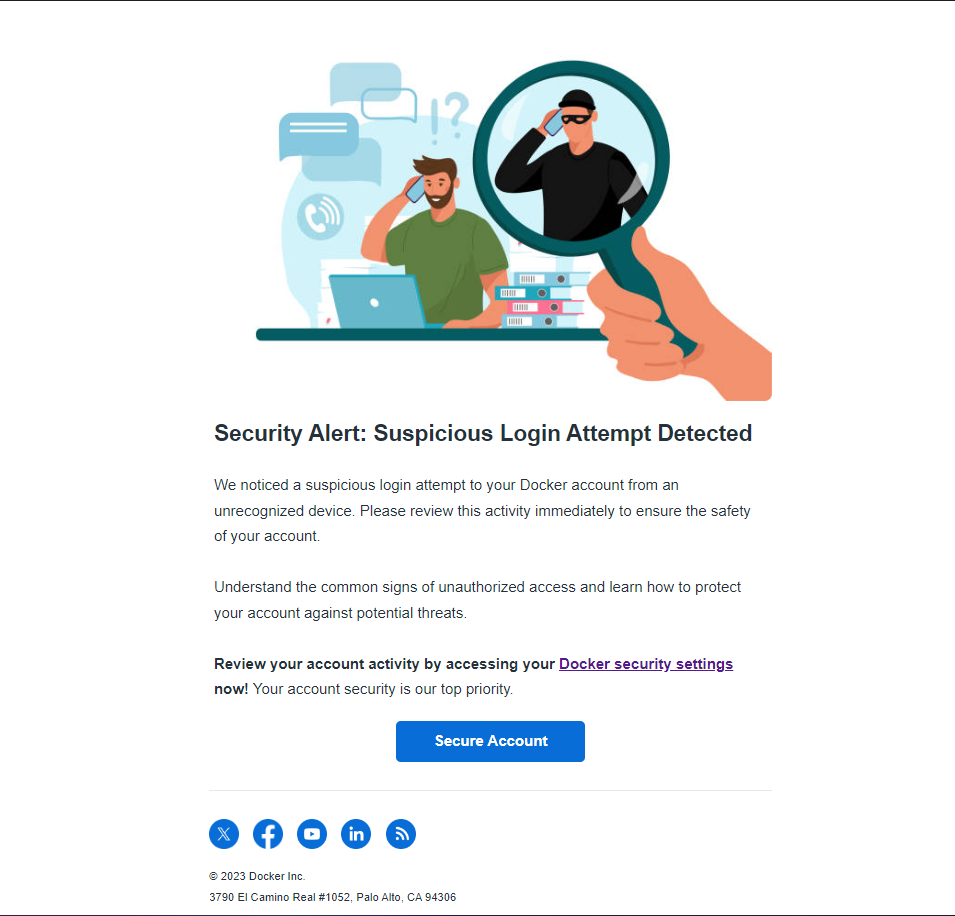 !?
Security Alert: Suspicious Login Attempt Detected
We noticed a suspicious login attempt to your Docker account from an
unrecognized device. Please review this activity immediately to ensure the safety
of your account.
Understand the common signs of unauthorized access and learn how to protect
your account against potential threats.
Review your account activity by accessing your Docker security settings
now! Your account security is our top priority.
Secure Account
© 2023 Docker Inc.
3790 El Camino Real #1052, Palo Alto, CA 94306